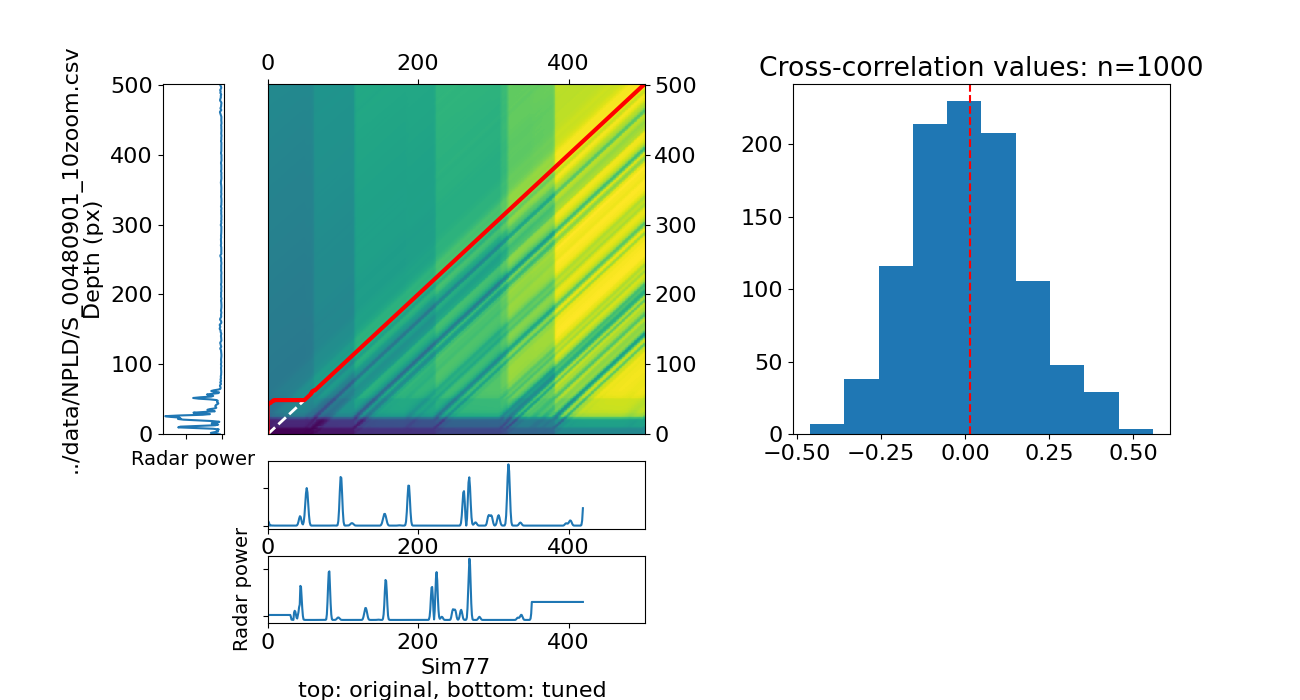 0 200 400
../data/NPLD/S_00480901_10zoom.csv
Depth (px)
500
400
300
200
100
0
Radar power
500
400
300
200
100
0
0 200 400
Radar power
0 200 400
Sim77
top: original, bottom: tuned
Cross-correlation values: n=1000
200
150
100
50
0
−0.50 −0.25 0.00 0.25 0.50